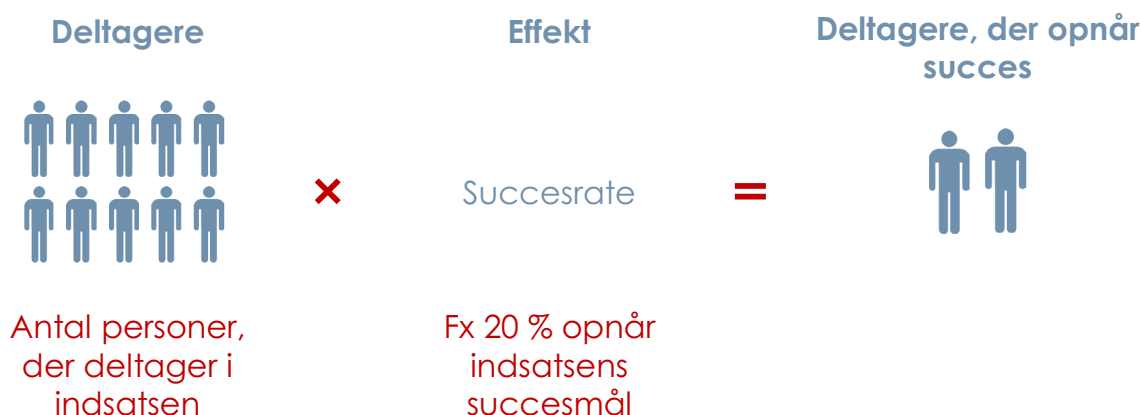 Deltagere
Effekt
Deltagere, der opnår
succes
×
Succesrate
=
Antal personer,
der deltager i
indsatsen
Fx 20 % opnår
indsatsens
succesmål